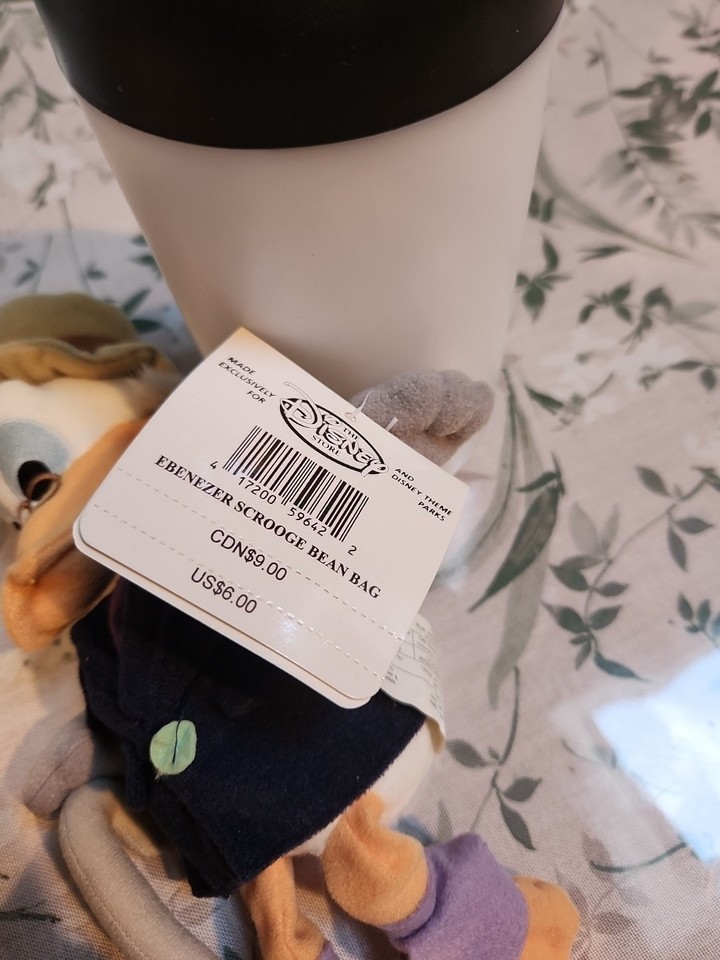 MADE
EXCLUSIVELY
FOR
THE
DISNEY
STORE
AND
DISNEY THEME
PARKS
4 17200 59642 2
EBENEZER SCROOGE BEAN BAG
CDN$9.00
US$6.00